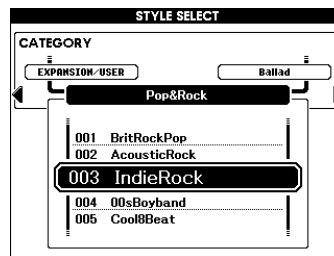 STYLE SELECT
CATEGORY
EXPANSION/USER Ballad
Pop&Rock
001 BritRockPop
002 AcousticRock
003 IndieRock
004 00sBoyband
005 Cool8Beat